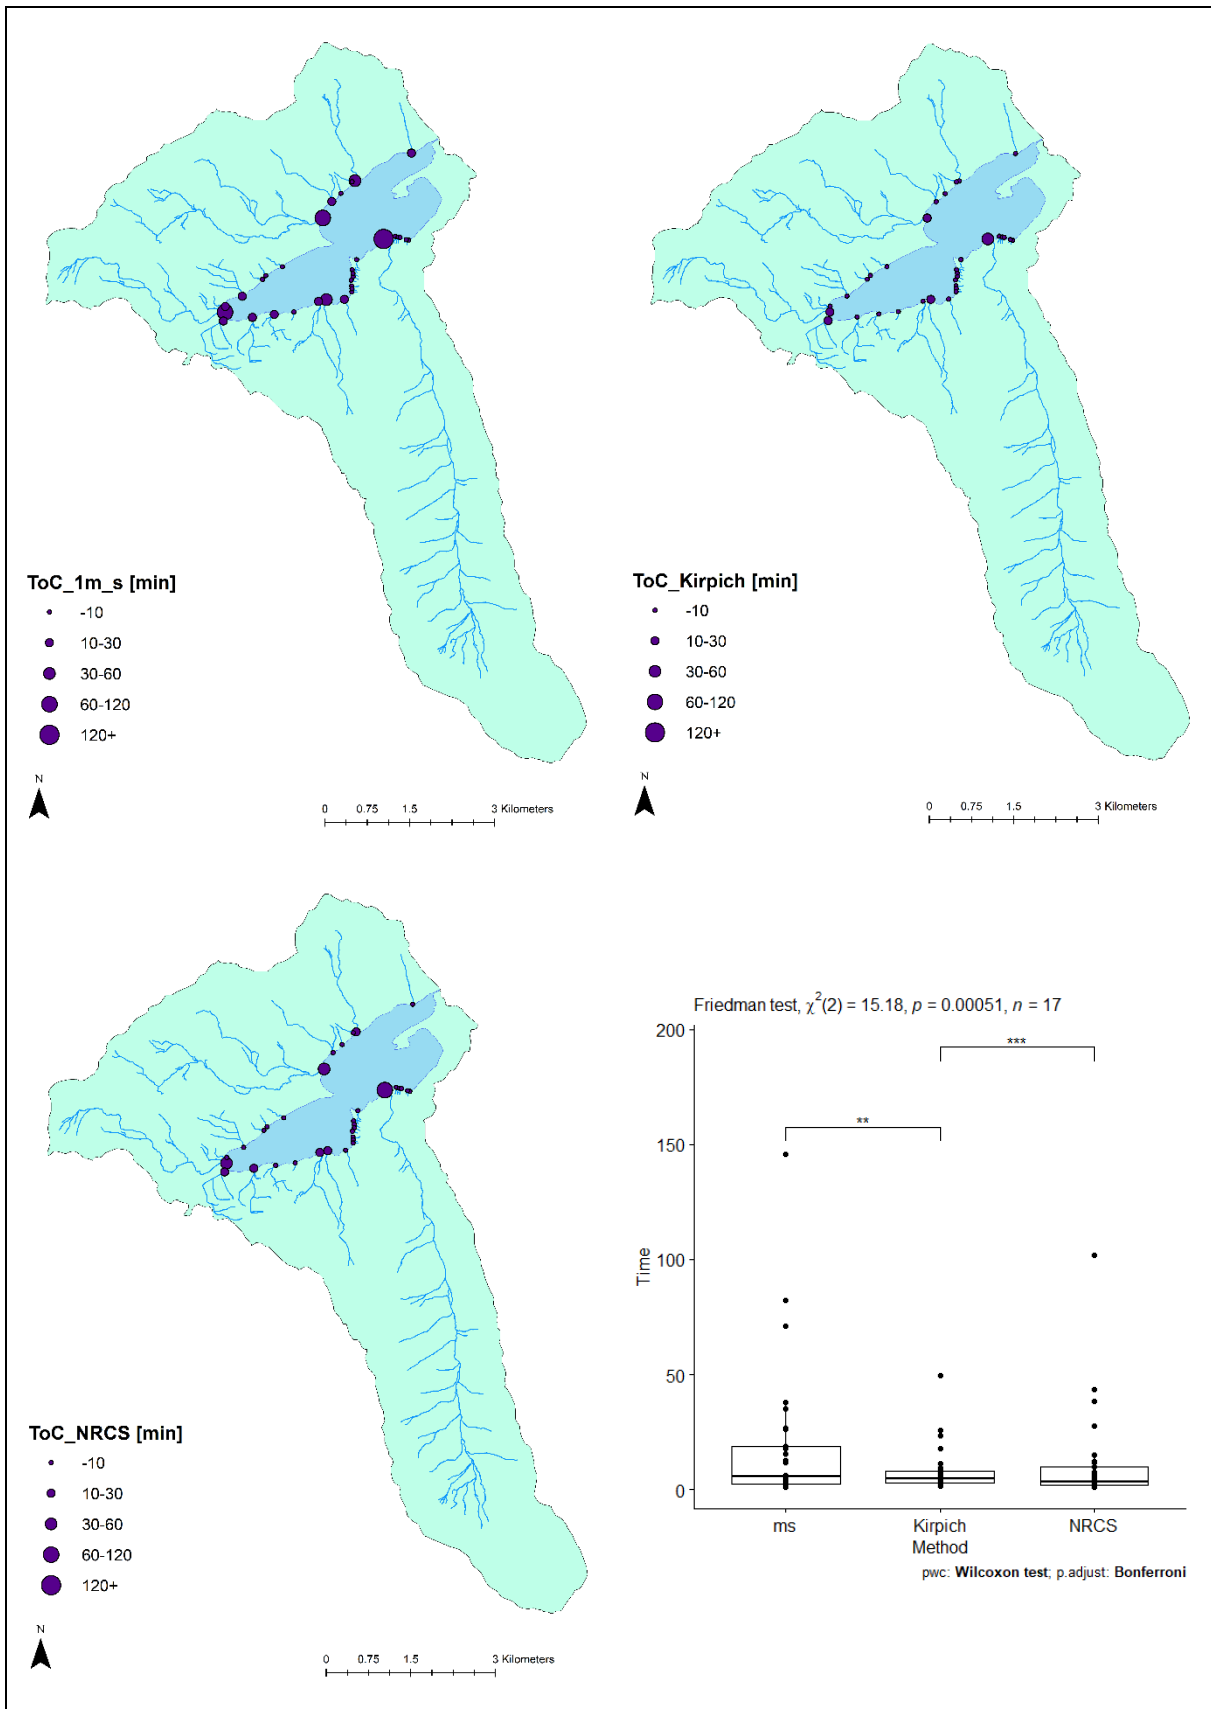 ToC_1m_s [min]
-10
10-30
30-60
60-120
120+
N
0 0.75 1.5 3 Kilometers
ToC_Kirpich [min]
-10
10-30
30-60
60-120
120+
N
0 0.75 1.5 3 Kilometers
ToC_NRCS [min]
-10
10-30
30-60
60-120
120+
N
0 0.75 1.5 3 Kilometers
Friedman test, χ²(2) = 15.18, p = 0.00051, n = 17
200
150
100
50
0
Time
**
***
ms Kirpich NRCS
Method
pwc: Wilcoxon test; p.adjust: Bonferroni